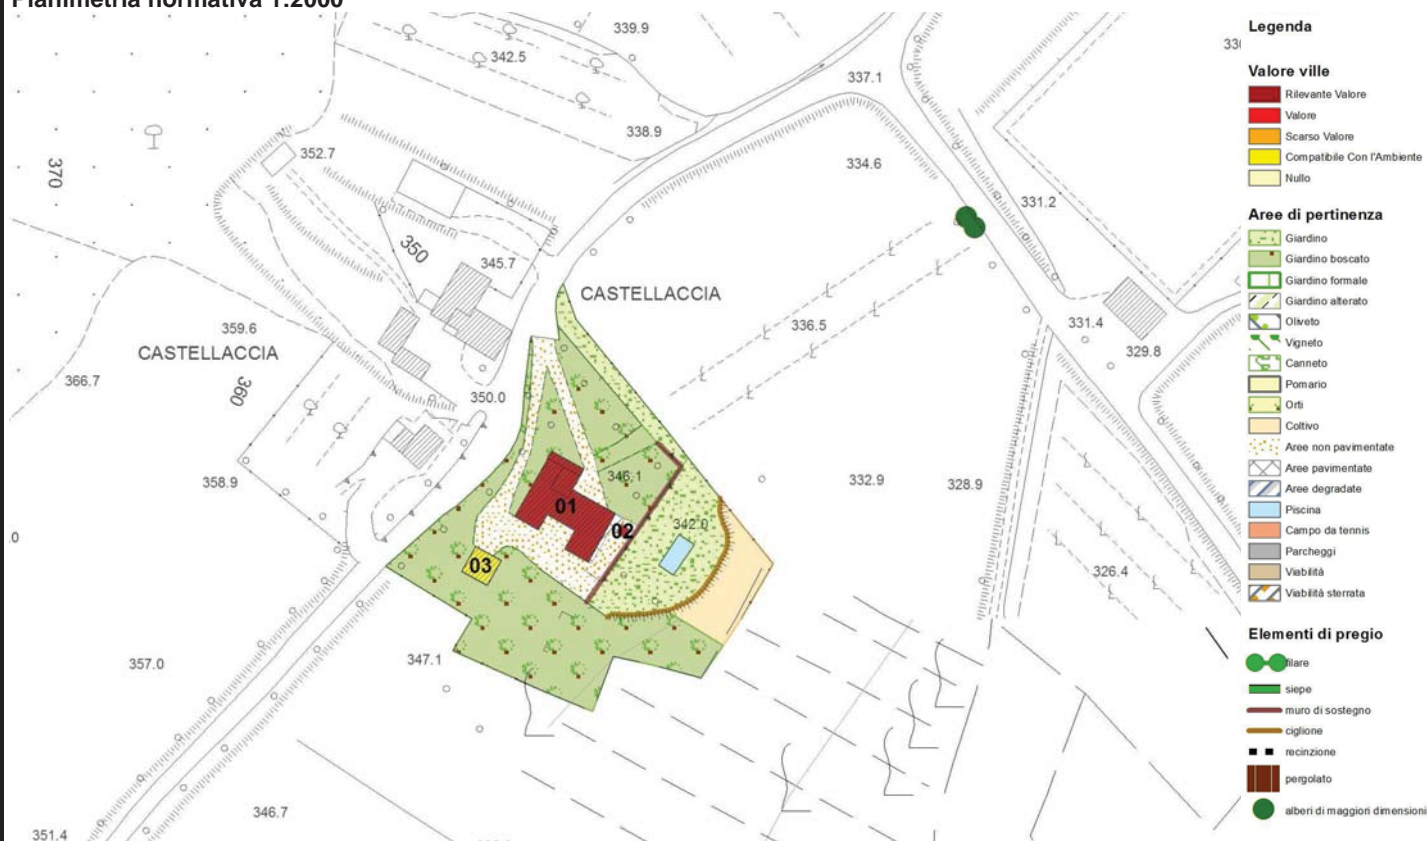 Planimetria normativa 1:2000
339.9
342.5
337.1
338.9
352.7
370
334.6
331.2
350
345.7
CASTELLACCIA
336.5
331.4
329.8
359.6
CASTELLACCIA
366.7
360
350.0
346.1
358.9
332.9
328.9
01
02
342.0
0
03
326.4
357.0
347.1
346.7
351.4
Legenda
Valore ville
Rilevante Valore
Valore
Scarso Valore
Compatibile Con l'Ambiente
Nullo
Aree di pertinenza
Giardino
Giardino boscato
Giardino formale
Giardino alterato
Oliveto
Vigneto
Canneto
Pomario
Orti
Coltivo
Aree non pavimentate
Aree pavimentate
Aree degradate
Piscina
Campo da tennis
Parcheggi
Viabilità
Viabilità sterrata
Elementi di pregio
filare
siepe
muro di sostegno
ciglione
recinzione
pergolato
alberi di maggiori dimensioni